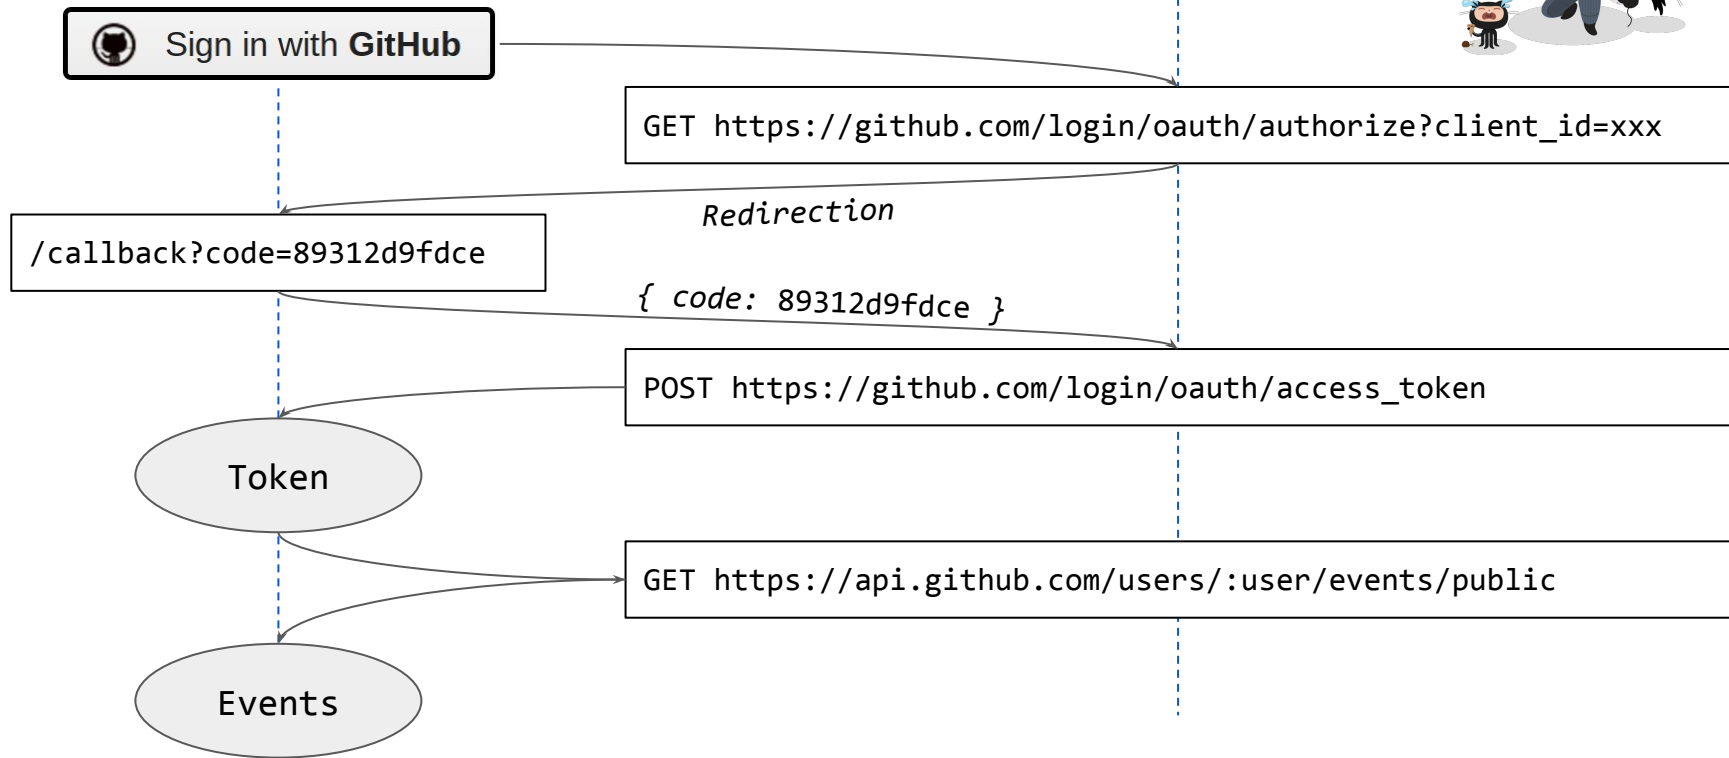 Sign in with GitHub
GET https://github.com/login/oauth/authorize?client_id=xxx
Redirection
/callback?code=89312d9fdce
{ code: 89312d9fdce }
POST https://github.com/login/oauth/access_token
Token
GET https://api.github.com/users/:user/events/public
Events